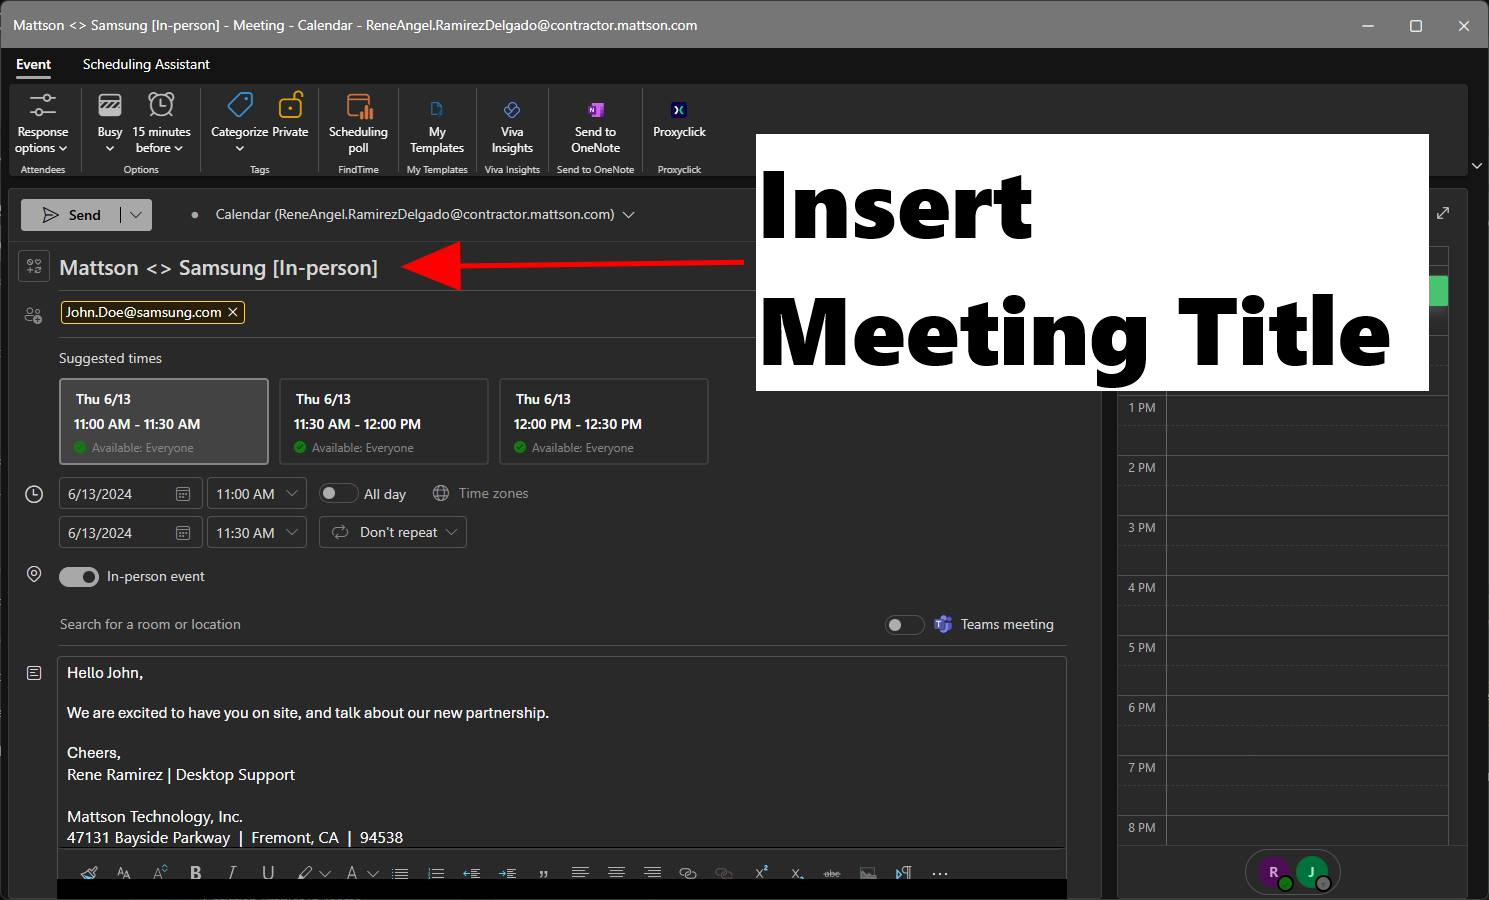 Mattson <> Samsung [In-person] - Meeting - Calendar - ReneAngel.RamirezDelgado@contractor.mattson.com
Event
Scheduling Assistant
Response options
Attendees
Busy
15 minutes before
Options
Categorize
Private
Tags
Scheduling poll
FindTime
My Templates
My Templates
Viva Insights
Viva Insights
Send to OneNote
Send to OneNote
Proxyclick
Proxyclick
Insert
Meeting Title
Send
Calendar (ReneAngel.RamirezDelgado@contractor.mattson.com)
Mattson <> Samsung [In-person]
John.Doe@samsung.com
Suggested times
Thu 6/13
11:00 AM - 11:30 AM
Available: Everyone
Thu 6/13
11:30 AM - 12:00 PM
Available: Everyone
Thu 6/13
12:00 PM - 12:30 PM
Available: Everyone
6/13/2024 11:00 AM All day Time zones
6/13/2024 11:30 AM Don't repeat
In-person event
Search for a room or location
Teams meeting
Hello John,
We are excited to have you on site, and talk about our new partnership.
Cheers,
Rene Ramirez | Desktop Support
Mattson Technology, Inc.
47131 Bayside Parkway | Fremont, CA | 94538
1 PM
2 PM
3 PM
4 PM
5 PM
6 PM
7 PM
8 PM
R J